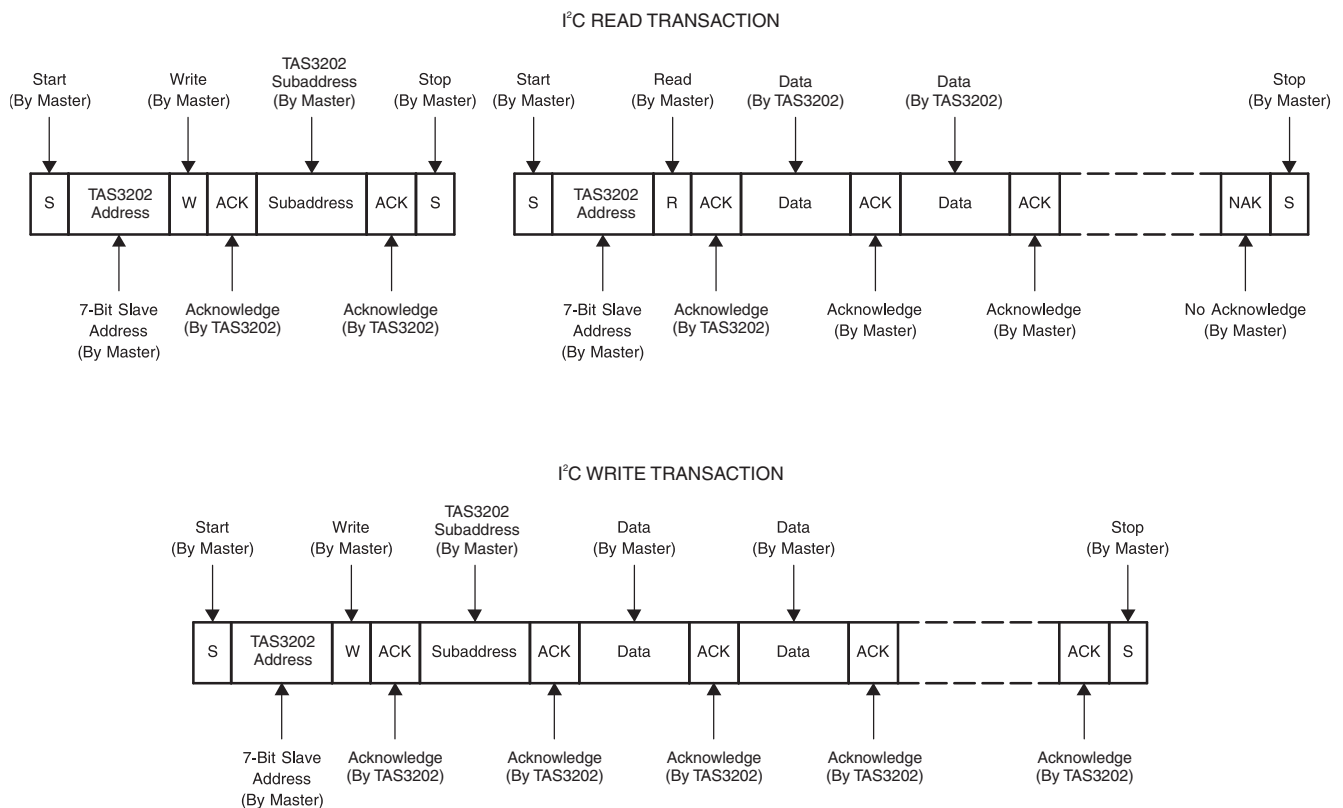 I²C READ TRANSACTION
Start
(By Master)
Write
(By Master)
TAS3202
Subaddress
(By Master)
Stop
(By Master)
Start
(By Master)
Read
(By Master)
Data
(By TAS3202)
Data
(By TAS3202)
Stop
(By Master)
S
TAS3202
Address
W
ACK
Subaddress
ACK
S
S
TAS3202
Address
R
ACK
Data
ACK
Data
ACK
NAK
S
7-Bit Slave
Address
(By Master)
Acknowledge
(By TAS3202)
Acknowledge
(By TAS3202)
7-Bit Slave
Address
(By Master)
Acknowledge
(By TAS3202)
Acknowledge
(By Master)
Acknowledge
(By Master)
No Acknowledge
(By Master)
I²C WRITE TRANSACTION
Start
(By Master)
Write
(By Master)
TAS3202
Subaddress
(By Master)
Data
(By Master)
Data
(By Master)
Stop
(By Master)
S
TAS3202
Address
W
ACK
Subaddress
ACK
Data
ACK
Data
ACK
ACK
S
7-Bit Slave
Address
(By Master)
Acknowledge
(By TAS3202)
Acknowledge
(By TAS3202)
Acknowledge
(By TAS3202)
Acknowledge
(By TAS3202)
Acknowledge
(By TAS3202)